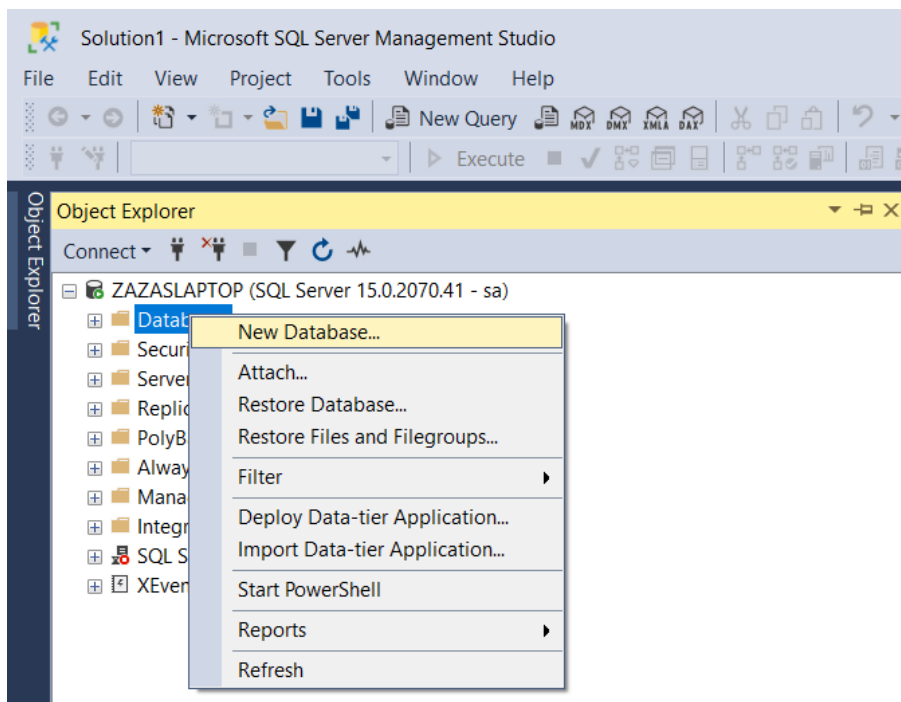 Solution1 - Microsoft SQL Server Management Studio
File Edit View Project Tools Window Help
New Query MDX DMX XMLA DAX
Execute
Object Explorer
Object Explorer
Connect
ZAZASLAPTOP (SQL Server 15.0.2070.41 - sa)
Datab
Securi
Server
Replic
PolyB
Alway
Mana
Integr
SQL S
XEven
New Database...
Attach...
Restore Database...
Restore Files and Filegroups...
Filter
Deploy Data-tier Application...
Import Data-tier Application...
Start PowerShell
Reports
Refresh